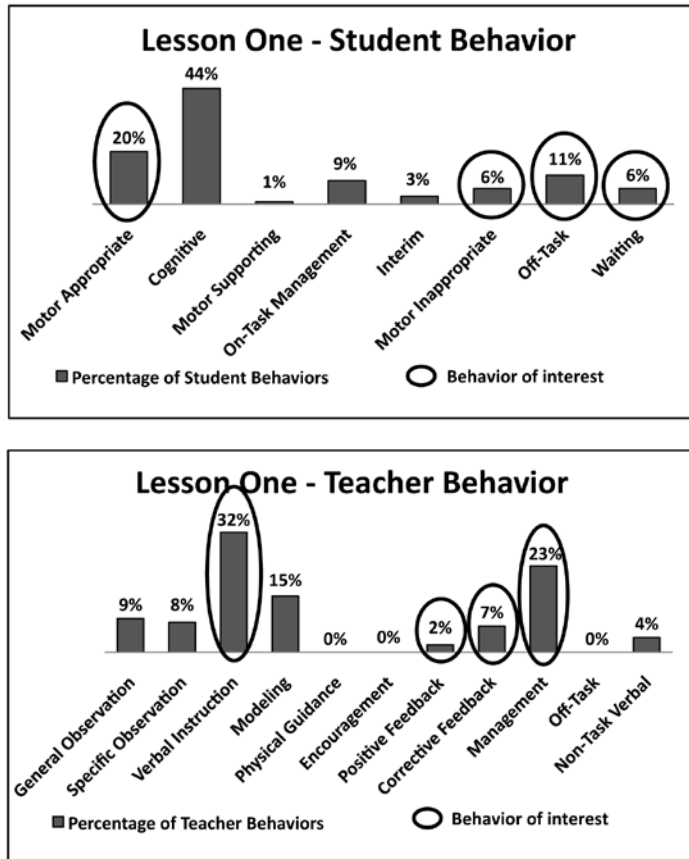 Lesson One - Student Behavior
44%
20%
1%
9%
3%
6%
11%
6%
Motor Appropriate
Cognitive
Motor Supporting
On-Task Management
Interim
Motor Inappropriate
Off-Task
Waiting
Percentage of Student Behaviors
Behavior of interest
Lesson One - Teacher Behavior
9%
8%
32%
15%
0%
0%
2%
7%
23%
0%
4%
General Observation
Specific Observation
Verbal Instruction
Modeling
Physical Guidance
Encouragement
Positive Feedback
Corrective Feedback
Management
Off-Task
Non-Task Verbal
Percentage of Teacher Behaviors
Behavior of interest